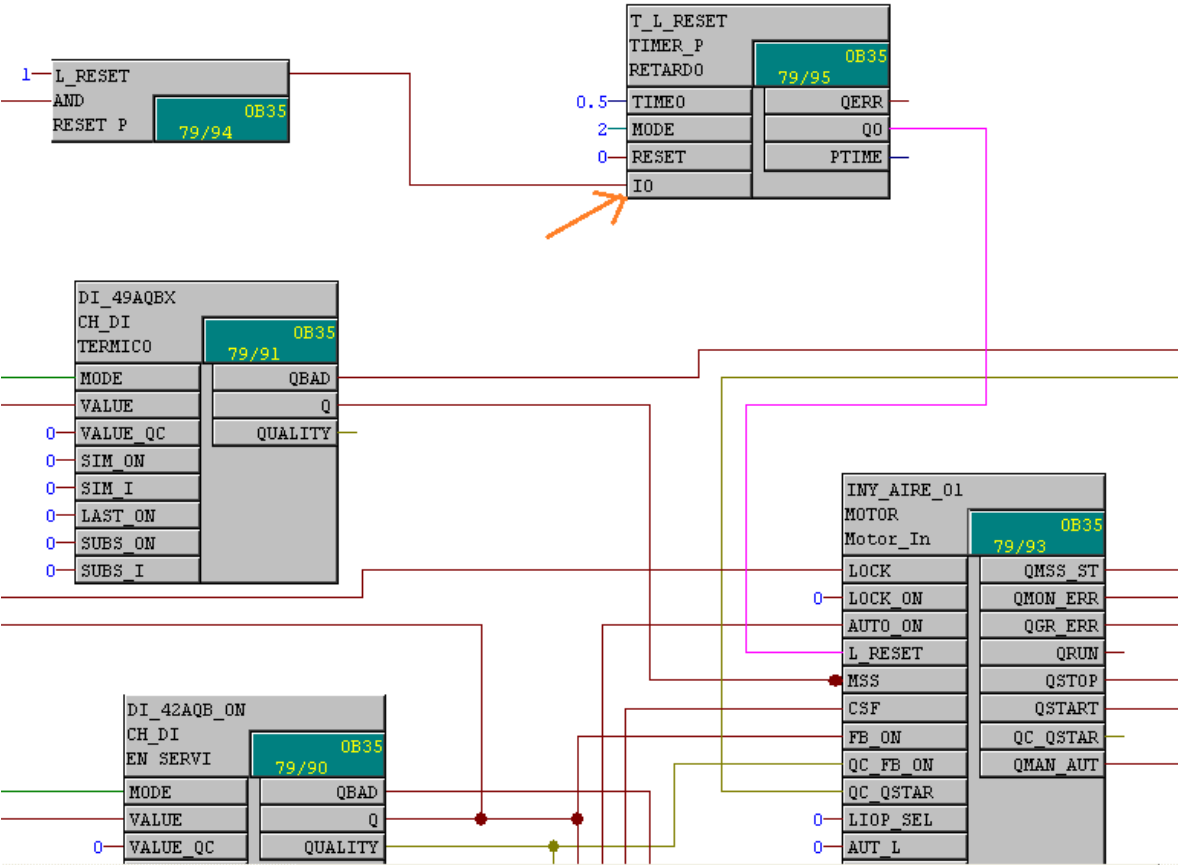 T_L_RESET
TIMER_P
RETARDO
OB35
79/95
0.5 TIME0 QERR
2 MODE Q0
0 RESET PTIME
I0
1 L_RESET
AND
RESET P
OB35
79/94
DI_49AQBX
CH_DI
TERMICO
OB35
79/91
MODE QBAD
VALUE Q
0 VALUE_QC QUALITY
0 SIM_ON
0 SIM_I
0 LAST_ON
0 SUBS_ON
0 SUBS_I
INY_AIRE_01
MOTOR
Motor_In
OB35
79/93
LOCK QMSS_ST
0 LOCK_ON QMON_ERR
AUTO_ON QGR_ERR
L_RESET QRUN
MSS QSTOP
CSF QSTART
FB_ON QC_QSTAR
QC_FB_ON QMAN_AUT
QC_QSTAR
0 LIOP_SEL
0 AUT_L
DI_42AQB_ON
CH_DI
EN SERVI
OB35
79/90
MODE QBAD
VALUE Q
0 VALUE_QC QUALITY